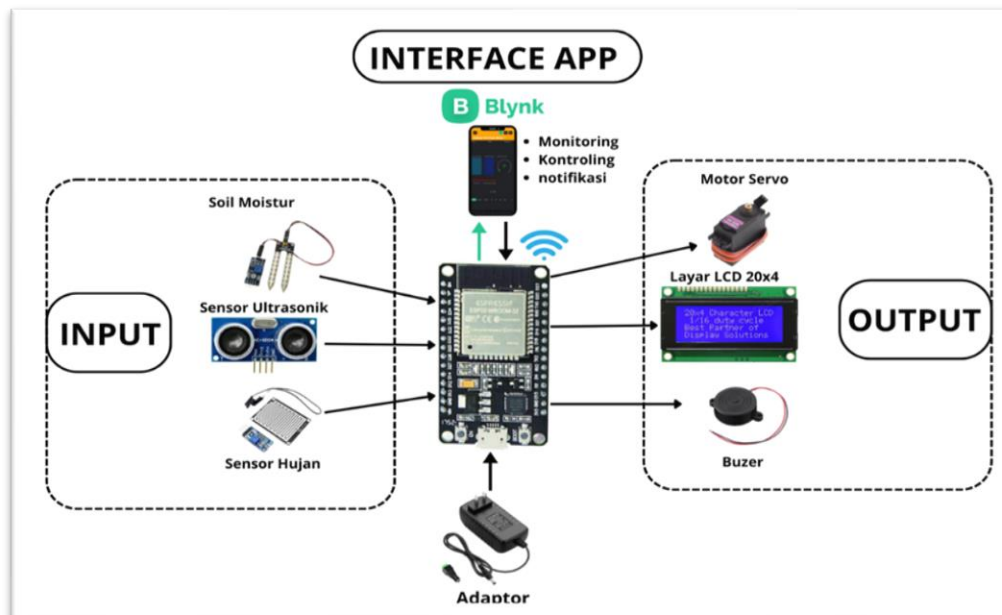 INTERFACE APP
B Blynk
• Monitoring
• Kontroling
• notifikasi
Soil Moistur
Sensor Ultrasonik
INPUT
Sensor Hujan
Motor Servo
Layar LCD 20x4
20x4 Character LCD
1/16 duty cycle
Best Partner of
Display Solutions
OUTPUT
Buzer
Adaptor